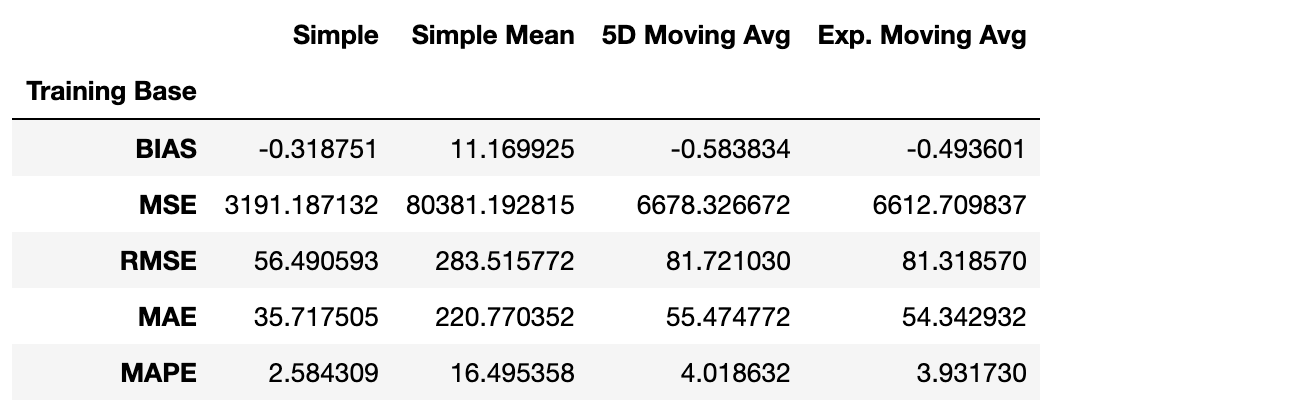 Simple Simple Mean 5D Moving Avg Exp. Moving Avg
Training Base
BIAS -0.318751 11.169925 -0.583834 -0.493601
MSE 3191.187132 80381.192815 6678.326672 6612.709837
RMSE 56.490593 283.515772 81.721030 81.318570
MAE 35.717505 220.770352 55.474772 54.342932
MAPE 2.584309 16.495358 4.018632 3.931730